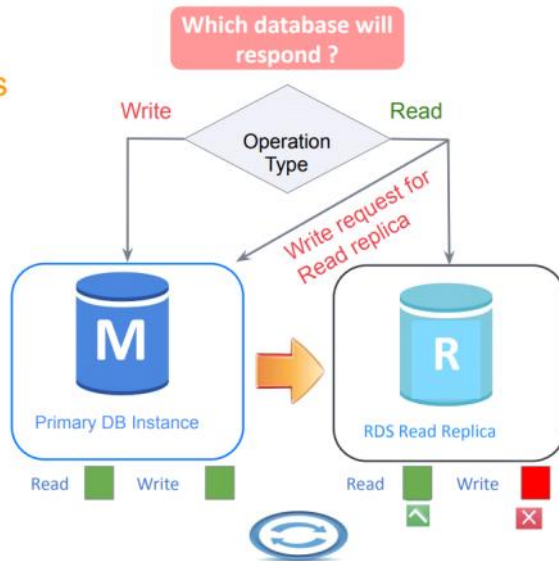 Which database will
respond ?
s
Write
Read
Operation
Type
Write request for
Read replica
M
R
Primary DB Instance
RDS Read Replica
Read
Write
Read
Write